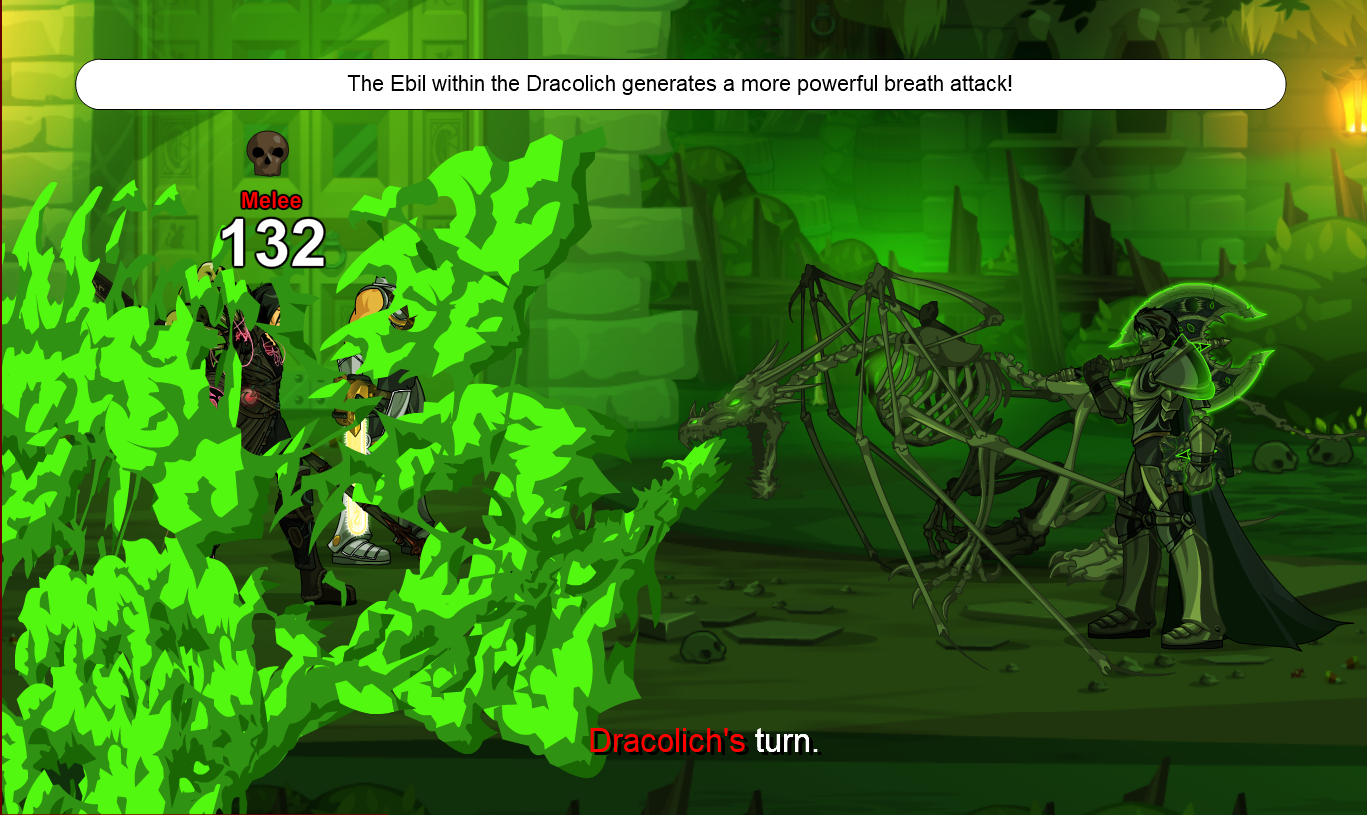 The Ebil within the Dracolich generates a more powerful breath attack!
Melee
132
Dracolich's turn.